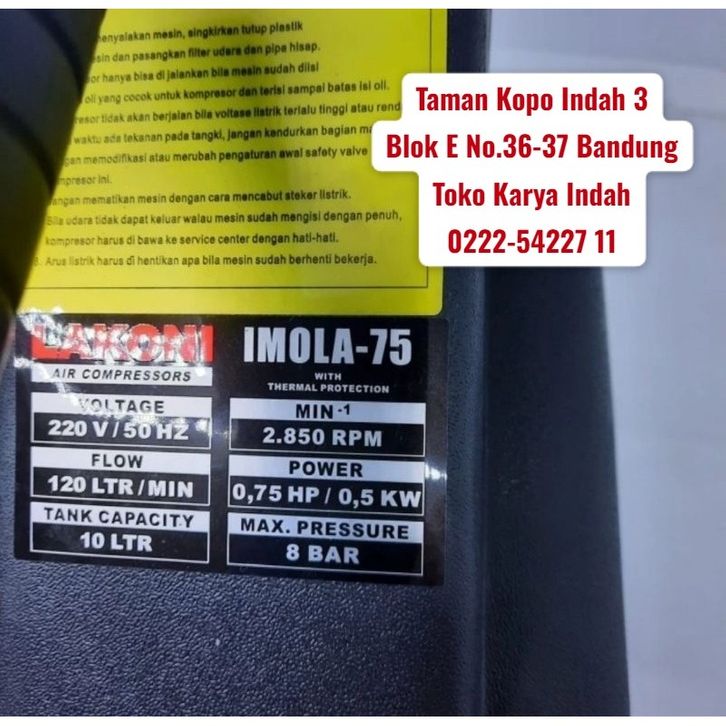 enyalakan mesin, singkirkan tutup plastik
sin dan pasangkan filter udara dan pipa hisap.
or hanya bisa di jalankan bila mesin sudah diisi
oli yang cocok untuk kompresor dan terisi sampai batas isi oli.
resor tidak akan berjalan bila voltase listrik terlalu tinggi atau rend
waktu ada tekanan pada tangki, jangan kendurkan bagian ma
gan memodifikasi atau merubah pengaturan awal safety valve
mpresor ini.
angan mematikan mesin dengan cara mencabut steker listrik.
Bila udara tidak dapat keluar walau mesin sudah mengisi dengan penuh,
kompresor harus di bawa ke service center dengan hati-hati.
Arus listrik harus di hentikan apa bila mesin sudah berhenti bekerja.
Taman Kopo Indah 3
Blok E No.36-37 Bandung
Toko Karya Indah
0222-54227 11
LAKONI
AIR COMPRESSORS
IMOLA-75
WITH
THERMAL PROTECTION
VOLTAGE
220 V / 50 HZ
MIN -1
2.850 RPM
FLOW
120 LTR / MIN
POWER
0,75 HP / 0,5 KW
TANK CAPACITY
10 LTR
MAX. PRESSURE
8 BAR